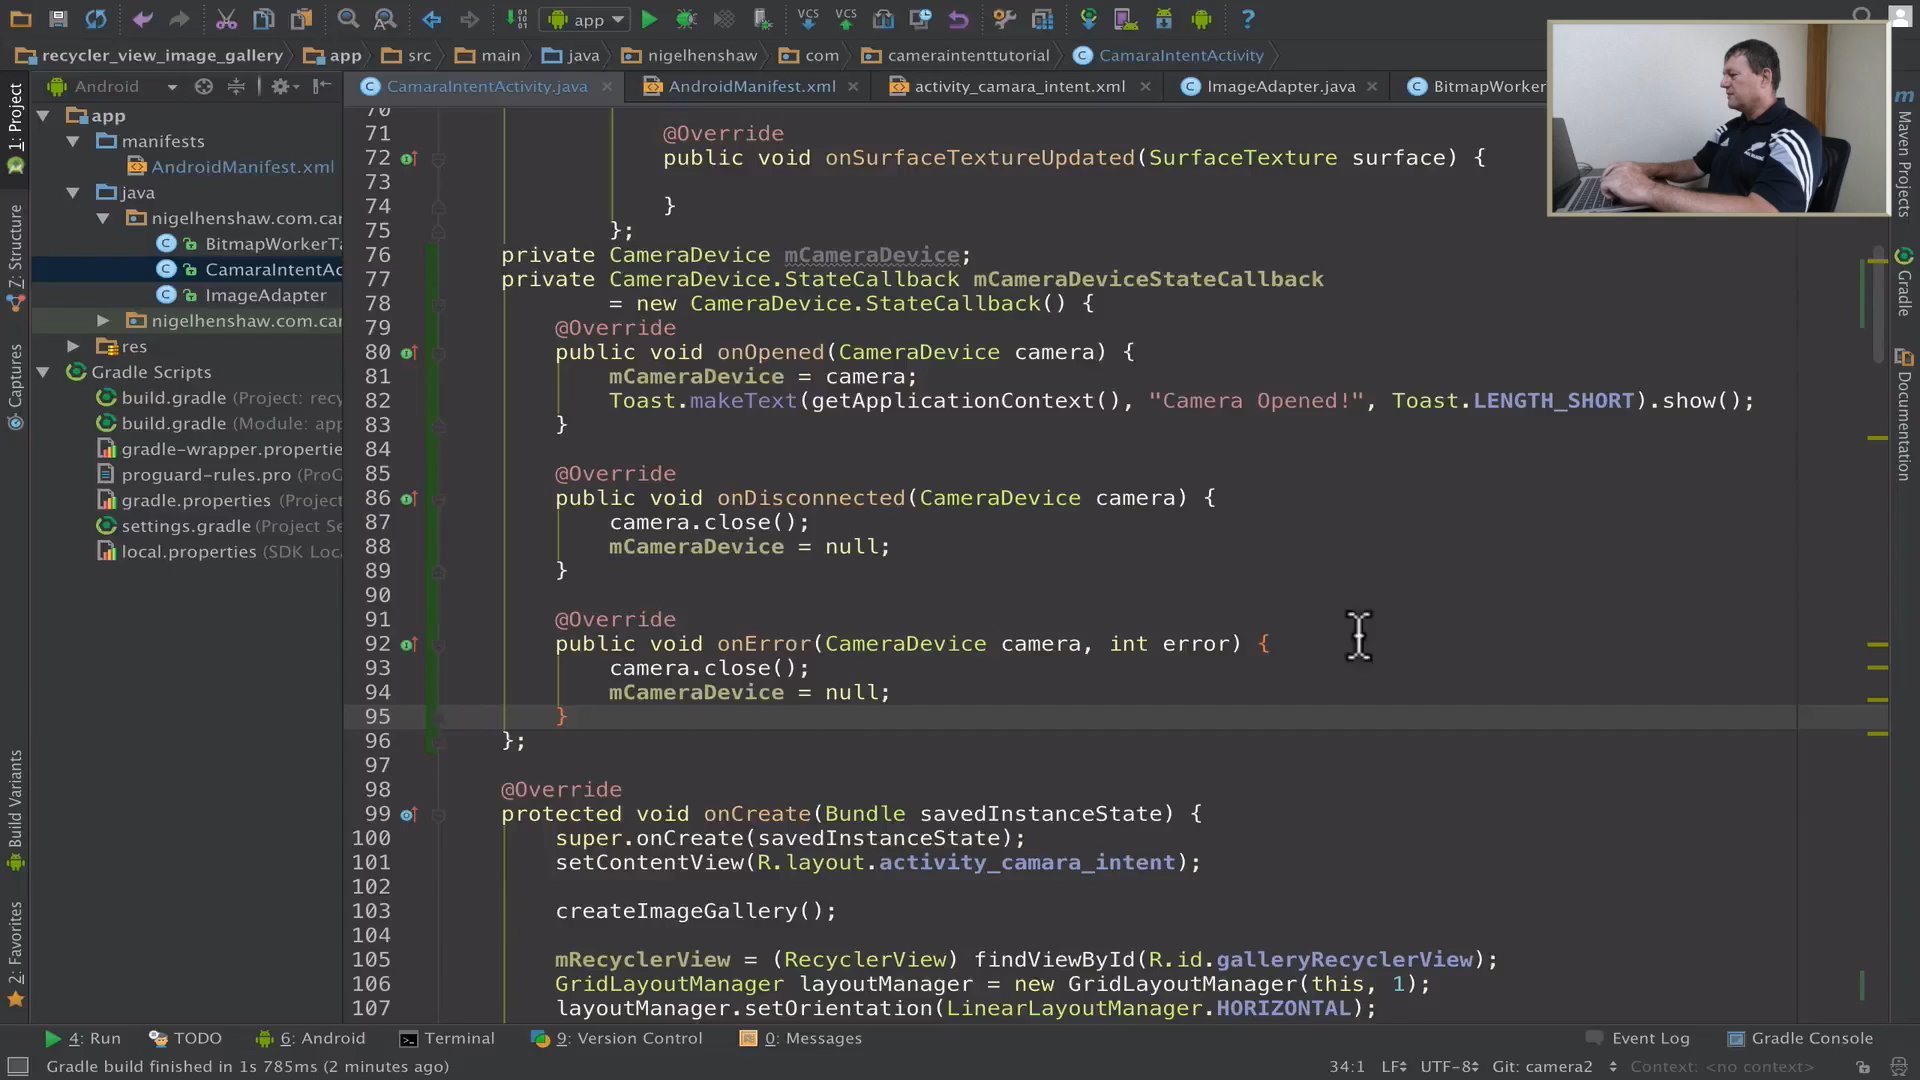 app
VCS
VCS
recycler_view_image_gallery
app
src
main
java
nigelhenshaw
com
cameraintenttutorial
CamaraIntentActivity
Android
CamaraIntentActivity.java
AndroidManifest.xml
activity_camara_intent.xml
ImageAdapter.java
BitmapWorker
1: Project
Z: Structure
Captures
Build Variants
2: Favorites
app
manifests
AndroidManifest.xml
java
nigelhenshaw.com.car
BitmapWorkerTa
CamaraIntentAc
ImageAdapter
nigelhenshaw.com.car
res
Gradle Scripts
build.gradle (Project: recy
build.gradle (Module: app
gradle-wrapper.propertie
proguard-rules.pro (ProG
gradle.properties (Project
settings.gradle (Project Se
local.properties (SDK Loca
70
71 @Override
72 public void onSurfaceTextureUpdated(SurfaceTexture surface) {
73
74 }
75 };
76 private CameraDevice mCameraDevice;
77 private CameraDevice.StateCallback mCameraDeviceStateCallback
78 = new CameraDevice.StateCallback() {
79 @Override
80 public void onOpened(CameraDevice camera) {
81 mCameraDevice = camera;
82 Toast.makeText(getApplicationContext(), "Camera Opened!", Toast.LENGTH_SHORT).show();
83 }
84
85 @Override
86 public void onDisconnected(CameraDevice camera) {
87 camera.close();
88 mCameraDevice = null;
89 }
90
91 @Override
92 public void onError(CameraDevice camera, int error) {
93 camera.close();
94 mCameraDevice = null;
95 }
96 };
97
98 @Override
99 protected void onCreate(Bundle savedInstanceState) {
100 super.onCreate(savedInstanceState);
101 setContentView(R.layout.activity_camara_intent);
102
103 createImageGallery();
104
105 mRecyclerView = (RecyclerView) findViewById(R.id.galleryRecyclerView);
106 GridLayoutManager layoutManager = new GridLayoutManager(this, 1);
107 layoutManager.setOrientation(LinearLayoutManager.HORIZONTAL);
Maven Projects
Gradle
Documentation
4: Run
TODO
6: Android
Terminal
9: Version Control
0: Messages
Event Log
Gradle Console
Gradle build finished in 1s 785ms (2 minutes ago)
34:1
LF
UTF-8
Git: camera2
Context: <no context>